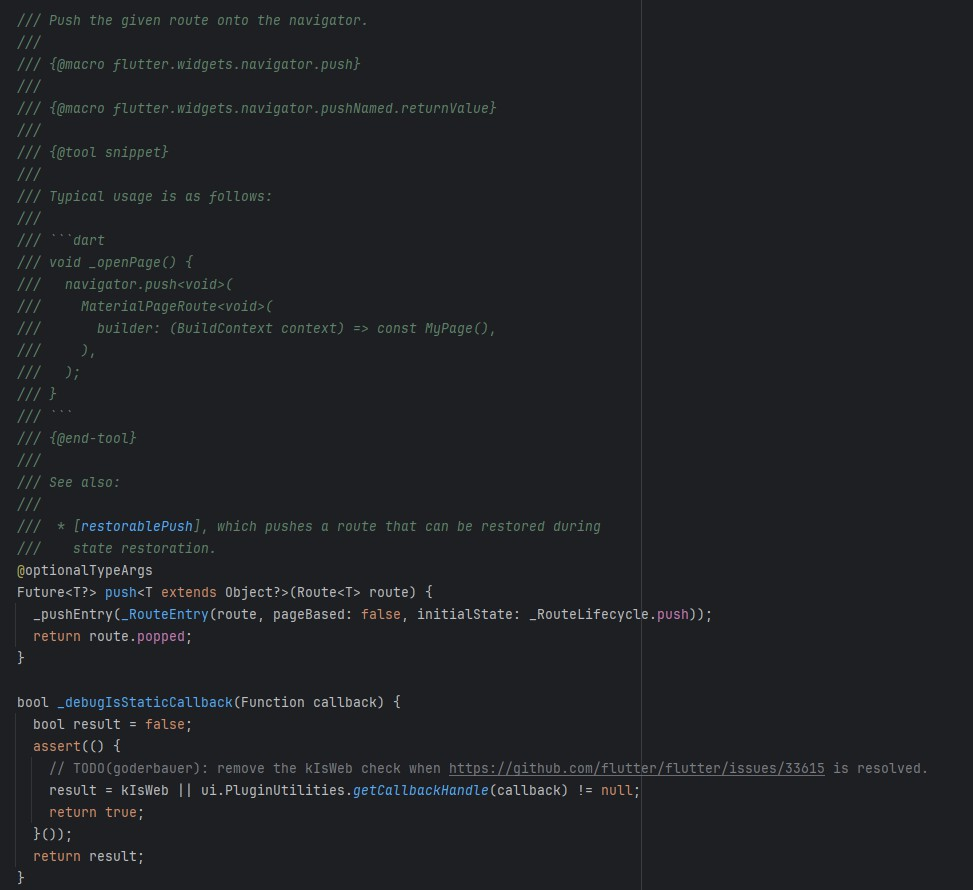 /// Push the given route onto the navigator.
///
/// {@macro flutter.widgets.navigator.push}
///
/// {@macro flutter.widgets.navigator.pushNamed.returnValue}
///
/// {@tool snippet}
///
/// Typical usage is as follows:
///
/// ```dart
/// void _openPage() {
///   navigator.push<void>(
///     MaterialPageRoute<void>(
///       builder: (BuildContext context) => const MyPage(),
///     ),
///   );
/// }
/// ```
/// {@end-tool}
///
/// See also:
///
///  * [restorablePush], which pushes a route that can be restored during
///    state restoration.
@optionalTypeArgs
Future<T?> push<T extends Object?>(Route<T> route) {
  _pushEntry(_RouteEntry(route, pageBased: false, initialState: _RouteLifecycle.push));
  return route.popped;
}

bool _debugIsStaticCallback(Function callback) {
  bool result = false;
  assert(() {
    // TODO(goderbauer): remove the kIsWeb check when https://github.com/flutter/flutter/issues/33615 is resolved.
    result = kIsWeb || ui.PluginUtilities.getCallbackHandle(callback) != null;
    return true;
  }());
  return result;
}